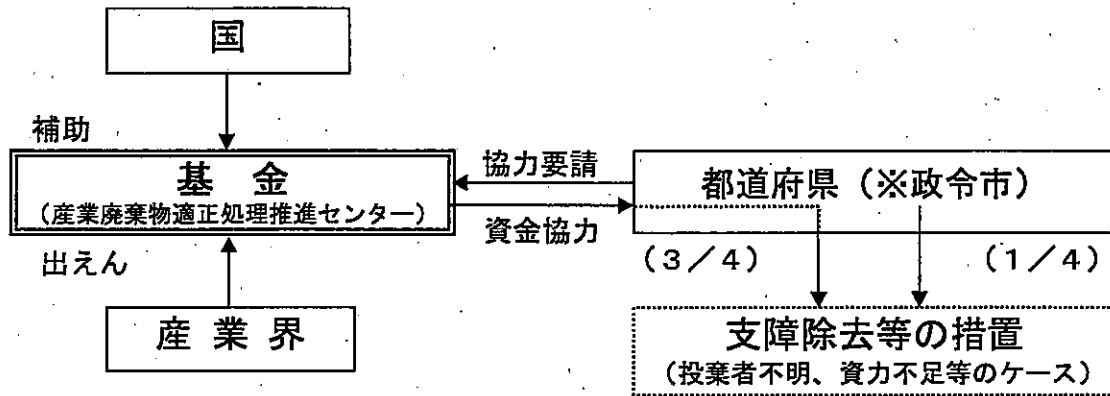 国
補助
基 金
（産業廃棄物適正処理推進センター）
協力要請
資金協力
都道府県（※政令市）
出えん
（３／４）
（１／４）
産 業 界
支障除去等の措置
（投棄者不明、資力不足等のケース）